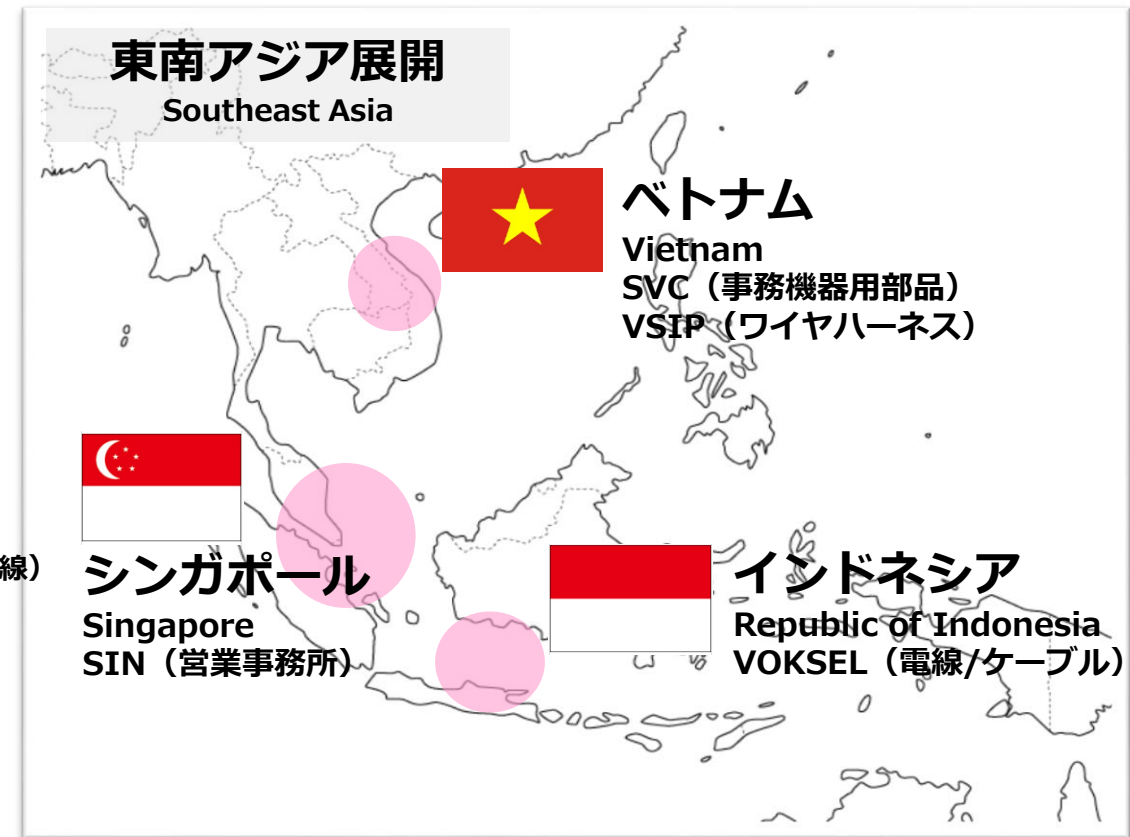 東南アジア展開
Southeast Asia
ベトナム
Vietnam
SVC（事務機器用部品）
VSIP（ワイヤハーネス）
線）
シンガポール
Singapore
SIN（営業事務所）
インドネシア
Republic of Indonesia
VOKSEL（電線/ケーブル）